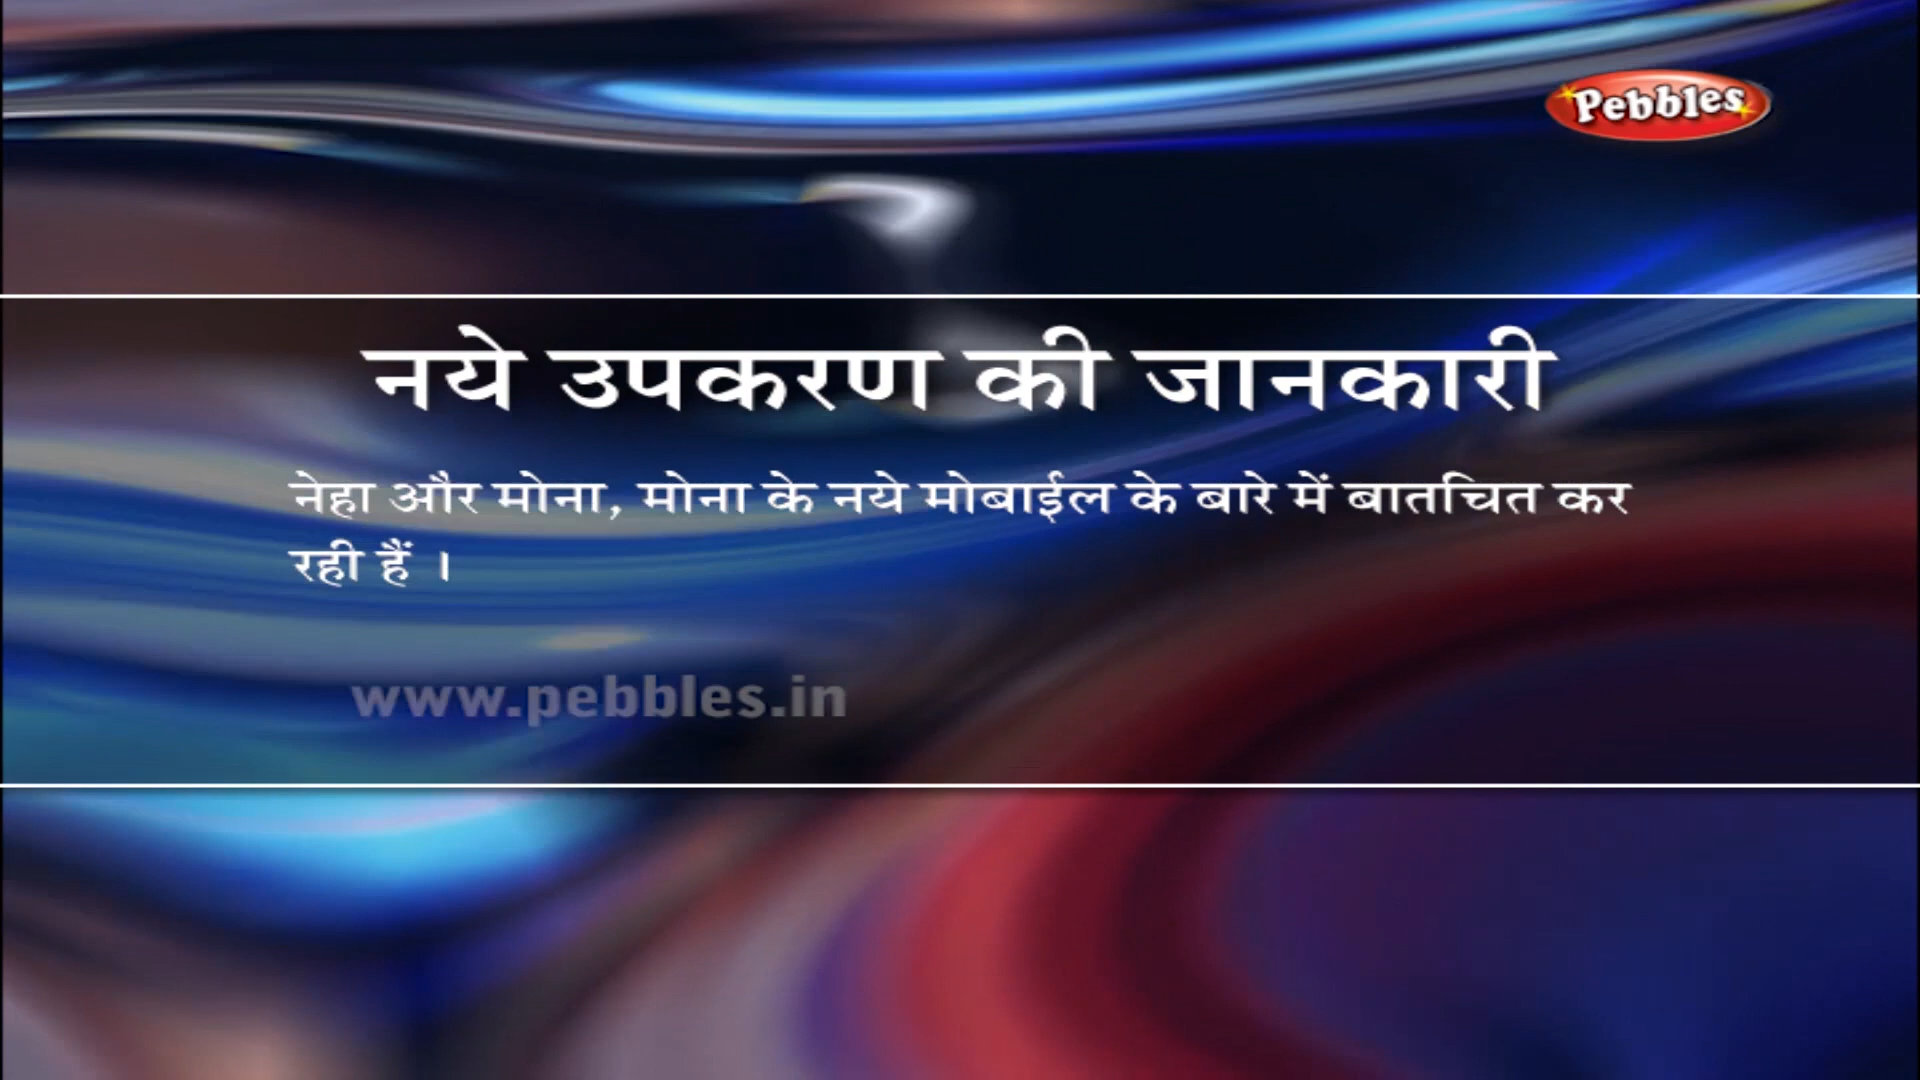 Pebbles
नये उपकरण की जानकारी
नेहा और मोना, मोना के नये मोबाईल के बारे में बातचित कर
रही हैं ।
www.pebbles.in